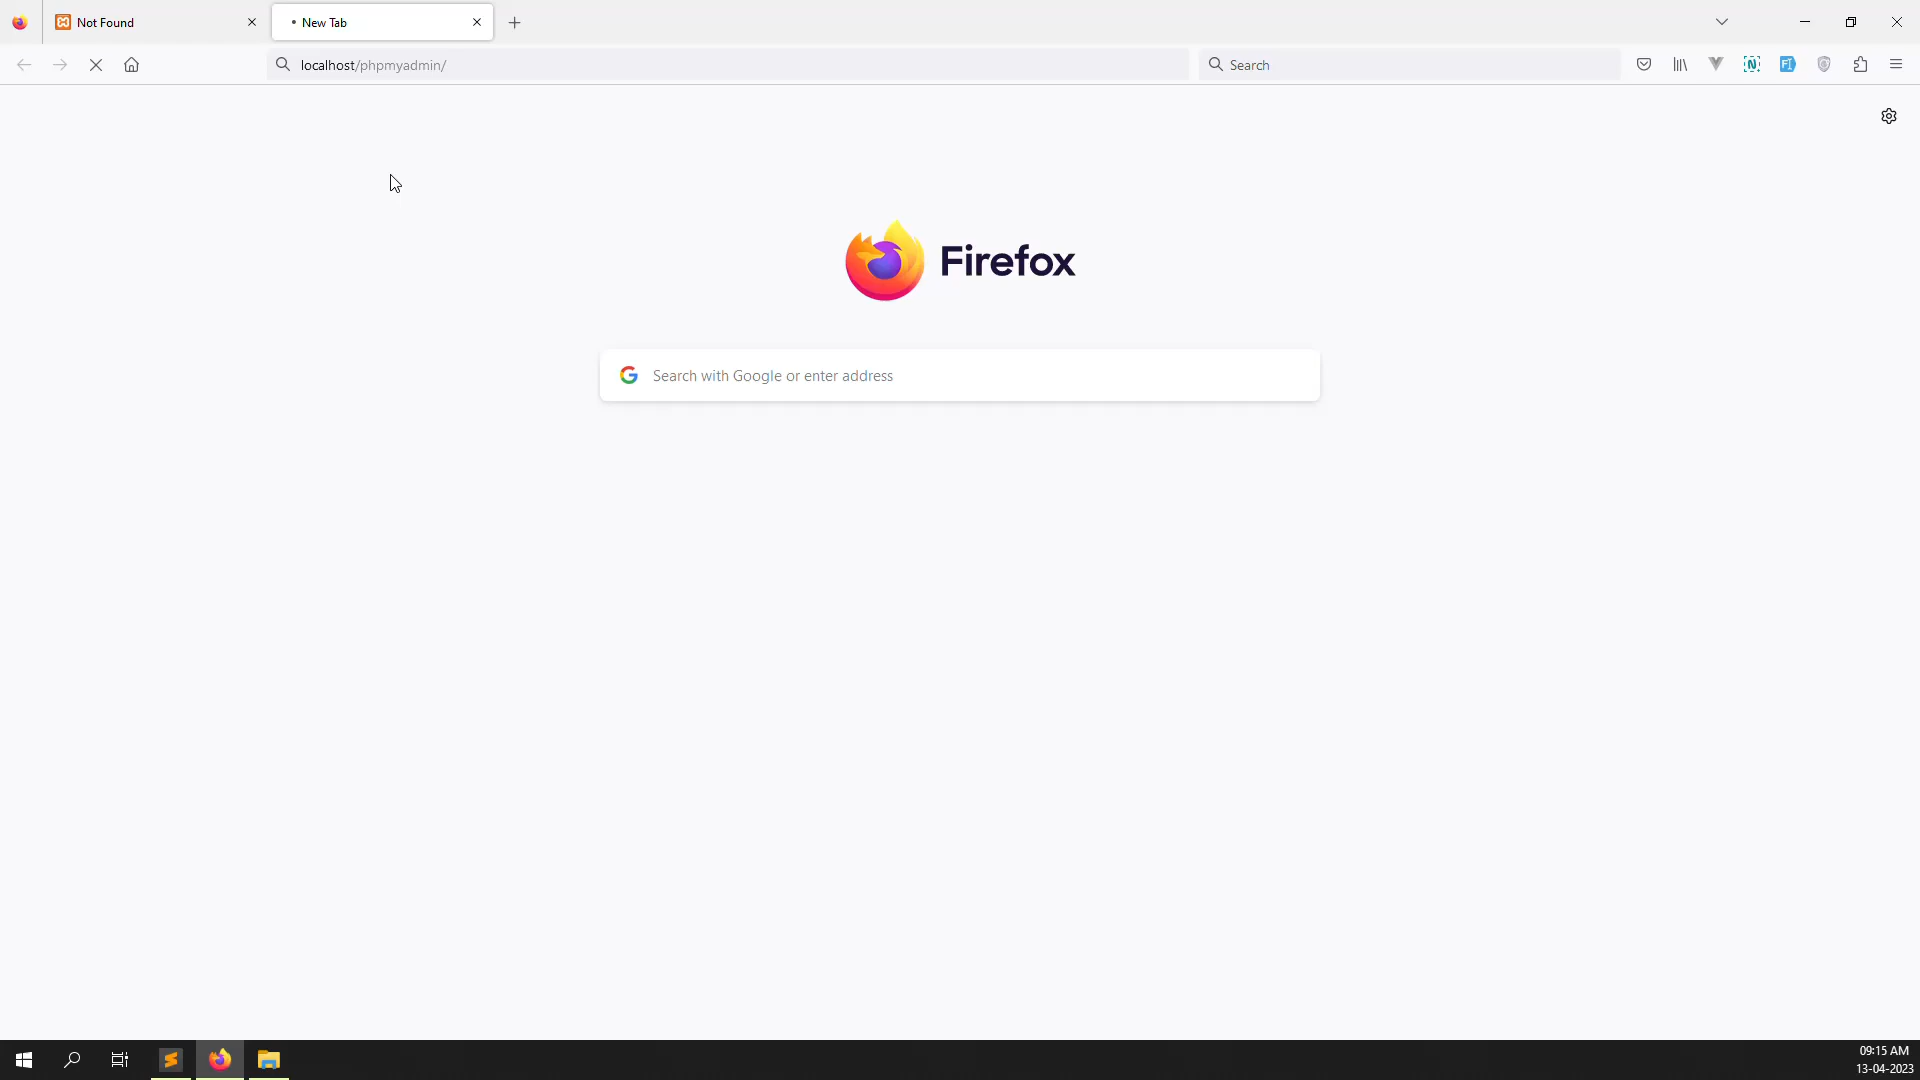 Not Found
New Tab
localhost/phpmyadmin/
Search
Firefox
Search with Google or enter address
09:15 AM
13-04-2023